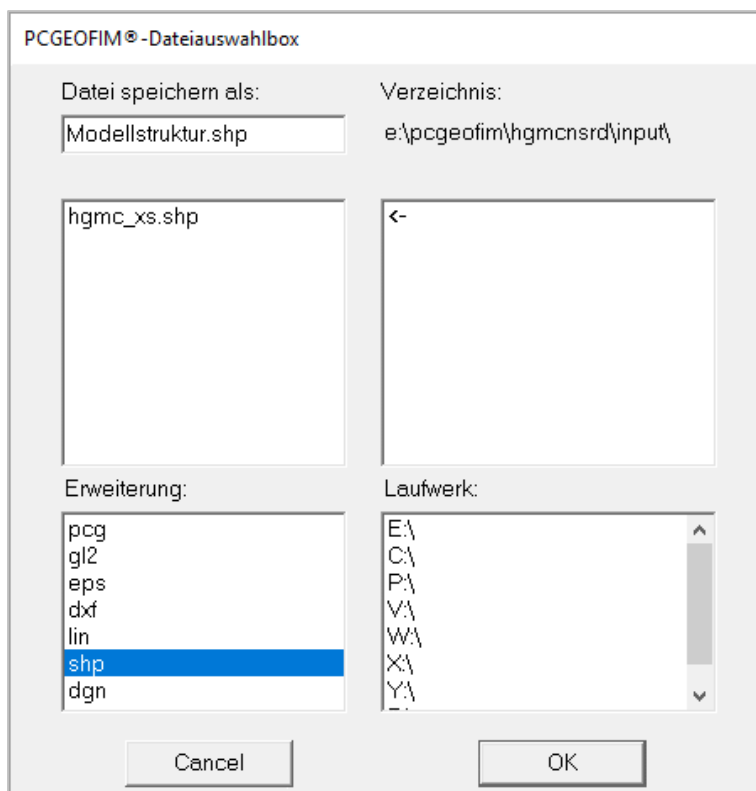 PCGEOFIM®-Dateiauswahlbox
Datei speichern als:
Modellstruktur.shp
Verzeichnis:
e:\pcgeofim\hgmcnsrd\input\
hgmc_xs.shp
<-
Erweiterung:
pcg
gl2
eps
dxf
lin
shp
dgn
Laufwerk:
E:\
C:\
P:\
V:\
W:\
X:\
Y:\
Cancel
OK